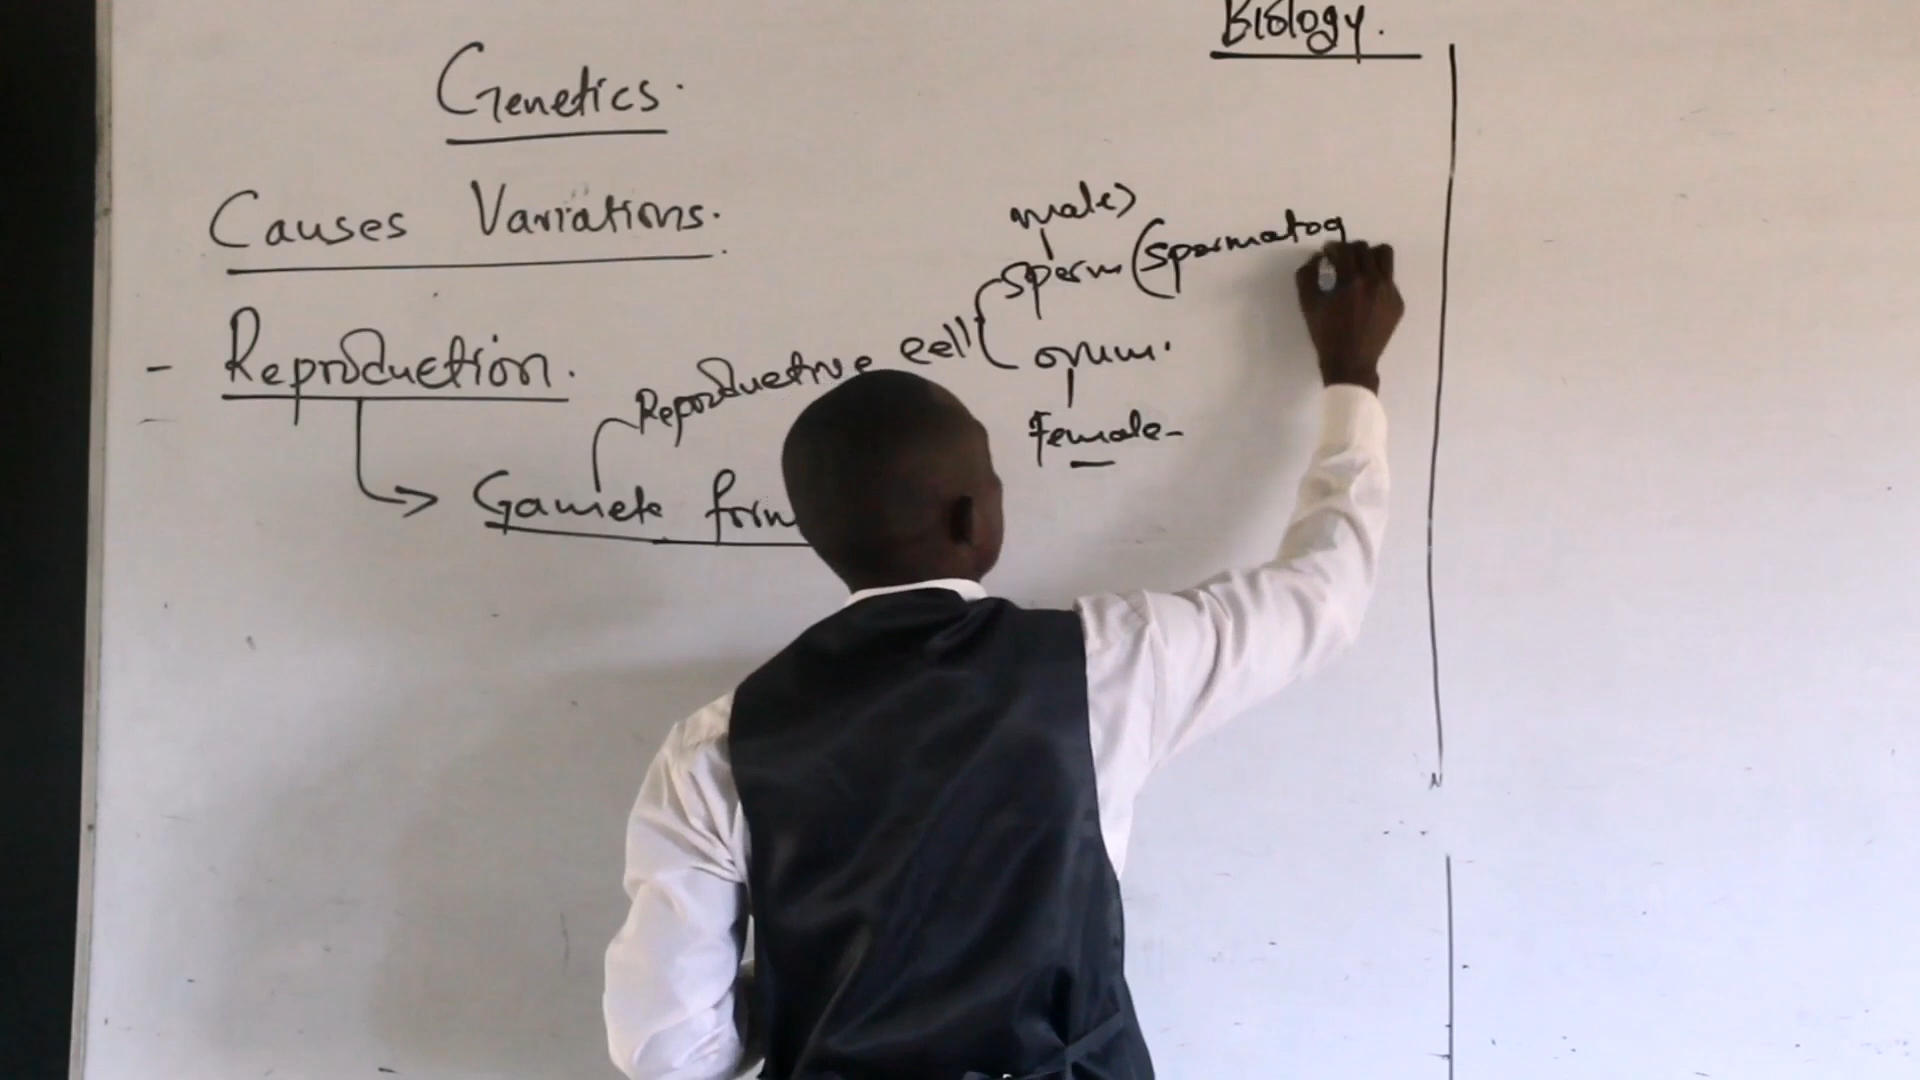 Biology.
Genetics.
Causes Variations.
male
sperm (spermatog
- Reproduction.
Reproductive cell
ovum.
Female-
Gamete form